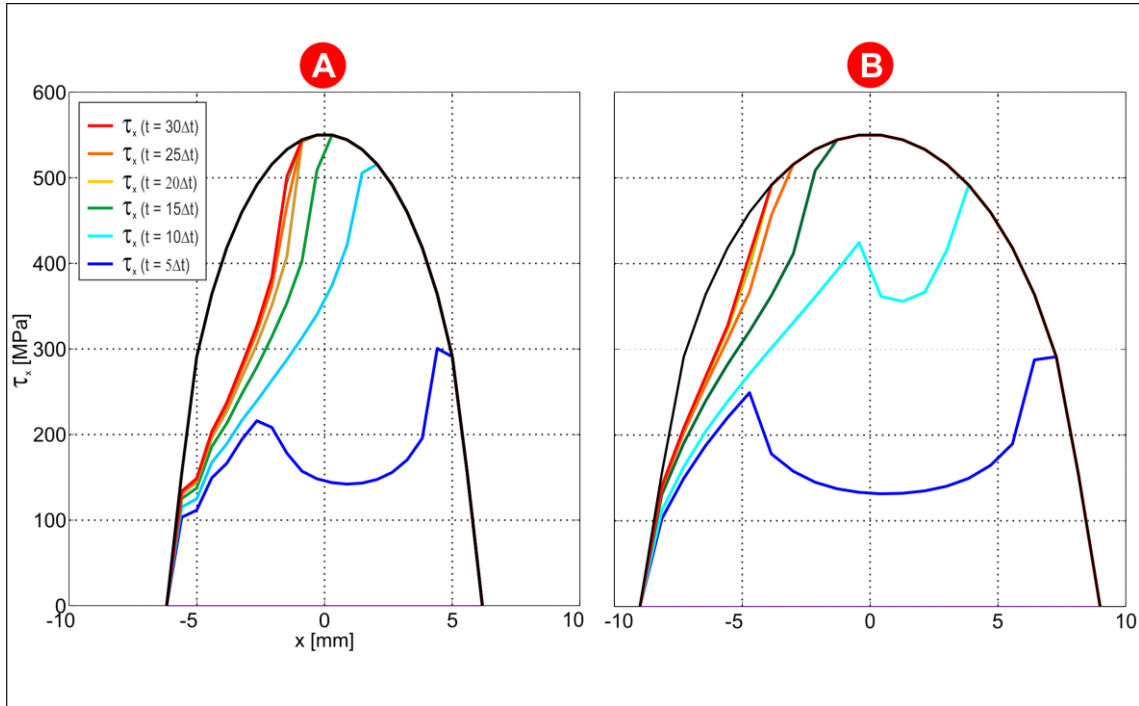 A
B
600
500
400
300
200
100
0
τx [MPa]
τx (t = 30Δt)
τx (t = 25Δt)
τx (t = 20Δt)
τx (t = 15Δt)
τx (t = 10Δt)
τx (t = 5Δt)
-10 -5 0 5 10
x [mm]
-10 -5 0 5 10